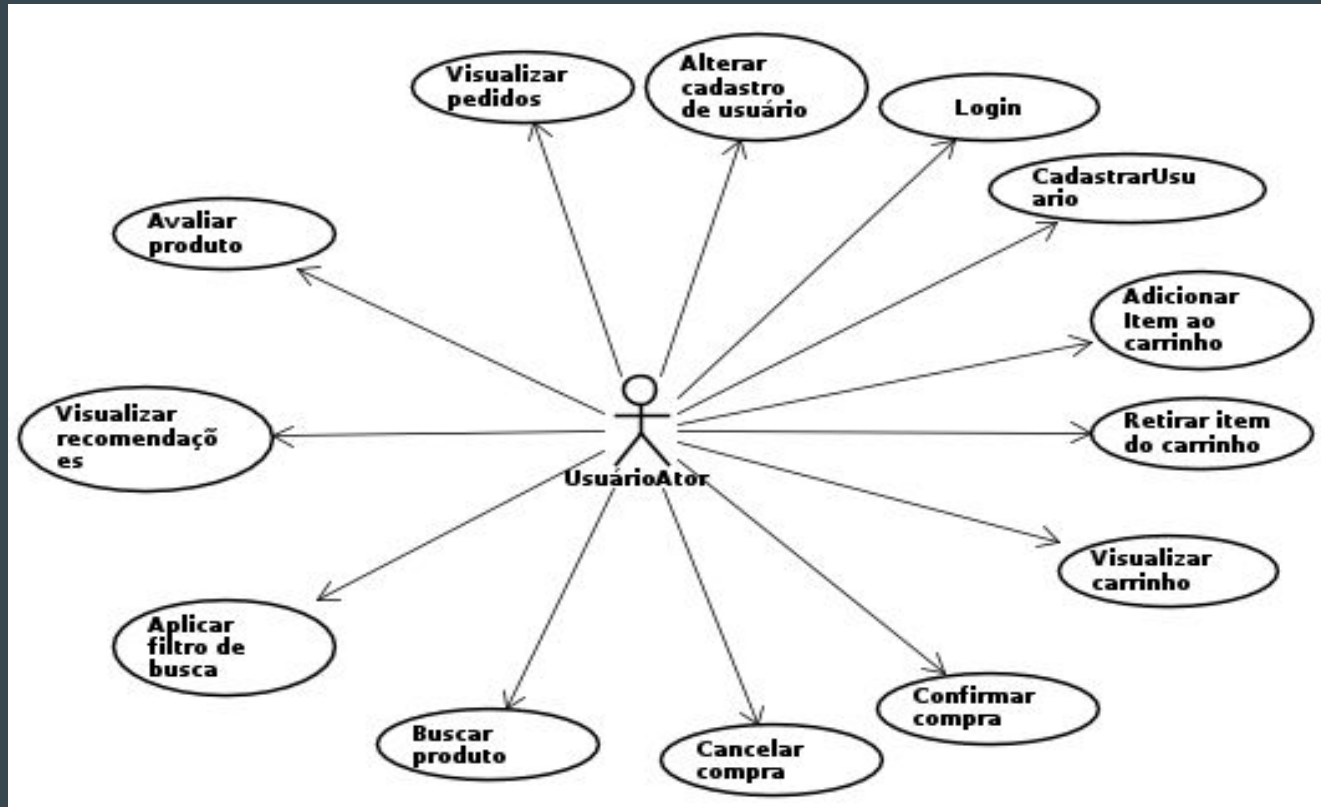 Visualizar
pedidos
Alterar
cadastro
de usuário
Login
CadastrarUsu
ario
Avaliar
produto
Adicionar
Item ao
carrinho
Visualizar
recomendaçõ
es
Retirar item
do carrinho
UsuárioAtor
Visualizar
carrinho
Aplicar
filtro de
busca
Confirmar
compra
Buscar
produto
Cancelar
compra